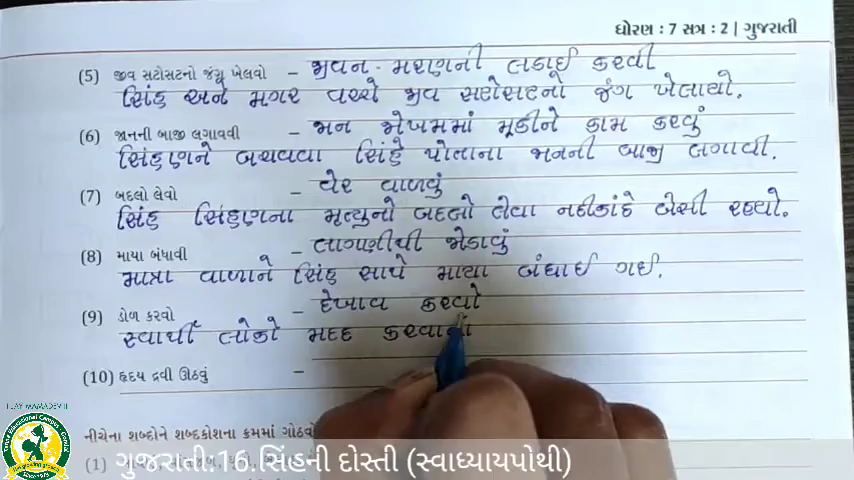 ધોરણ : 7 સત્ર : 2 | ગુજરાતી
(5) જીવ સટોસટનો જંગ ખેલવો – જીવન - મરણની લડાઈ કરવી
સિંહ અને મગર વચ્ચે જીવ સટોસટનો જંગ ખેલાયો.
(6) જાનની બાજી લગાવવી – જાન જોખમમાં મૂકીને કામ કરવું
સિંહણને બચાવવા સિંહે પોતાના જાનની બાજી લગાવી.
(7) બદલો લેવો – વેર વાળવું
સિંહ સિંહણના મૃત્યુનો બદલો લેવા નદીકાંઠે બેસી રહ્યો.
(8) માયા બંધાવી – લાગણીથી જોડાવું
માત્રા વાળાને સિંહ સાથે માયા બંધાઈ ગઈ.
(9) ડોળ કરવો – દેખાવ કરવો
સ્વાર્થી લોકો મદદ કરવાનો
(10) હૃદય દ્રવી ઊઠવું –
નીચેના શબ્દોને શબ્દકોશના ક્રમમાં ગોઠવો
(1)
ગુજરાતી:16.સિંહની દોસ્તી (સ્વાધ્યાયપોથી)